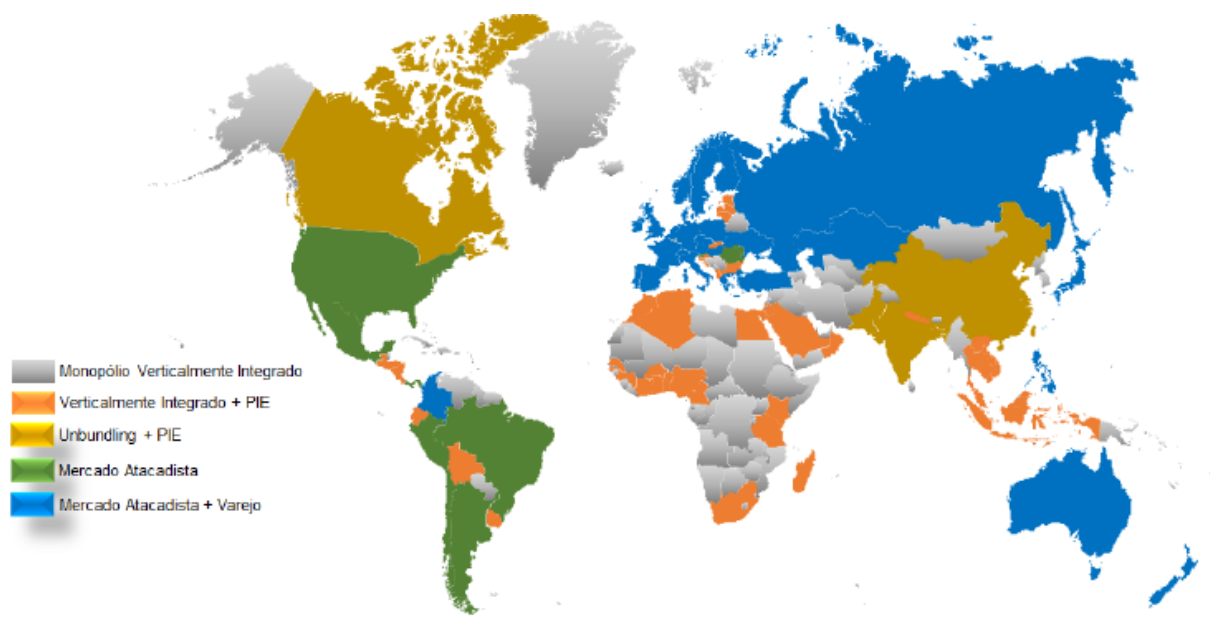 Monopólio Verticalmente Integrado
Verticalmente Integrado + PIE
Unbundling + PIE
Mercado Atacadista
Mercado Atacadista + Varejo